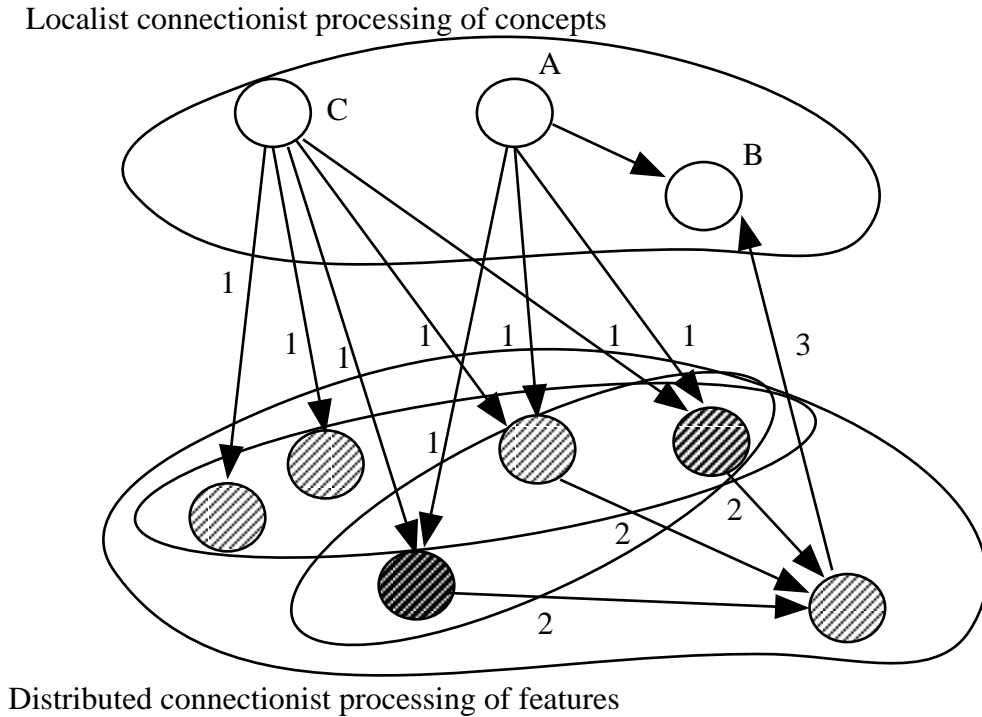 Localist connectionist processing of concepts
A
C
B
1
1
1
1
1
1
1
3
1
2
2
2
Distributed connectionist processing of features